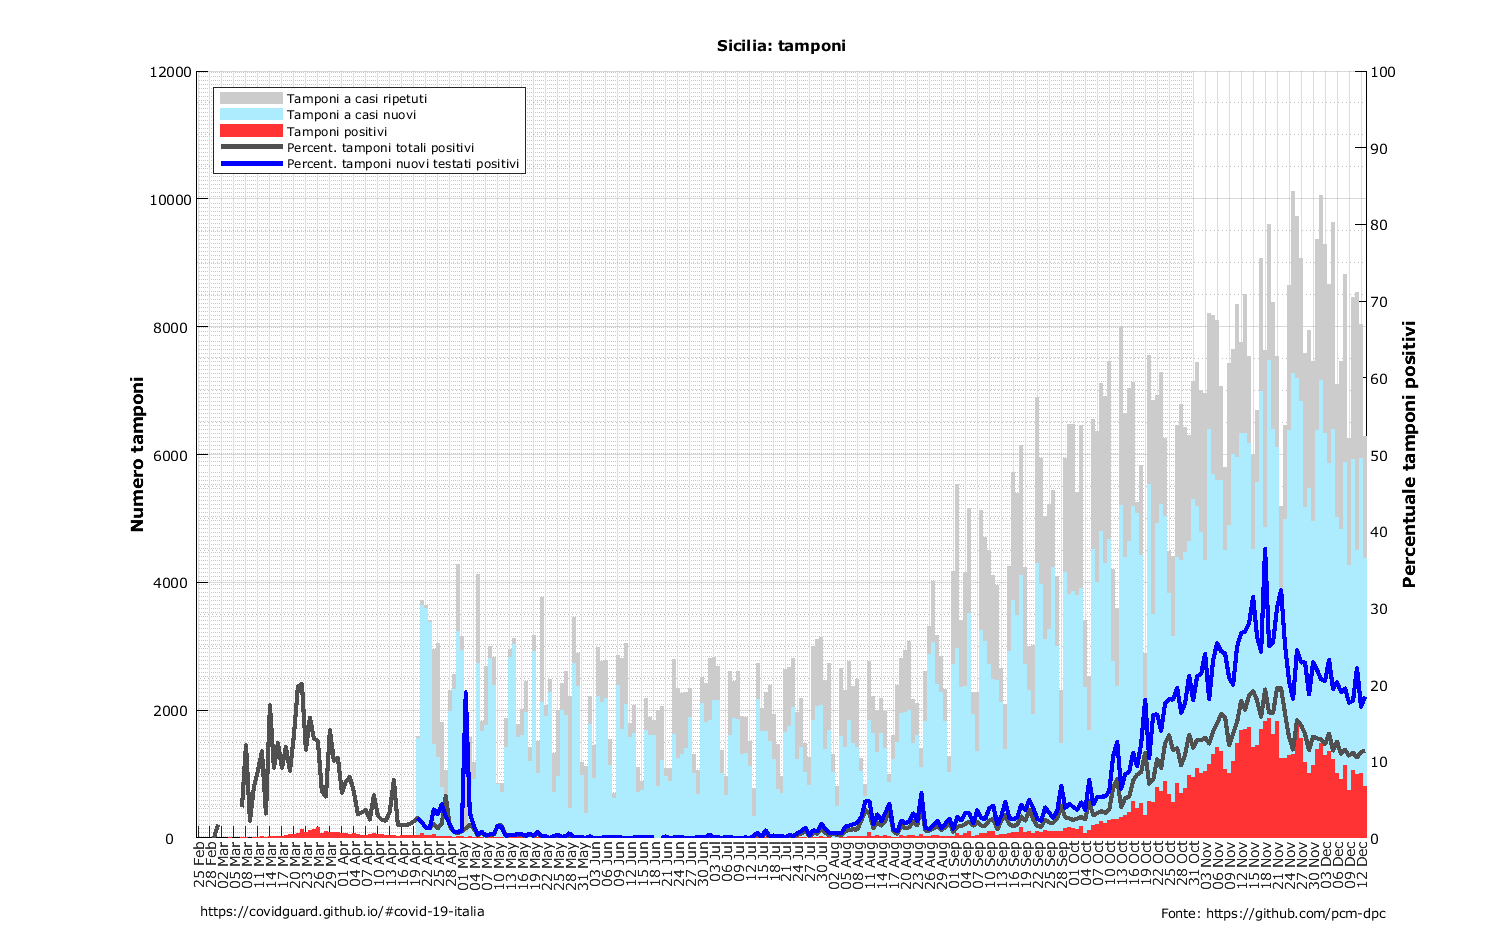 Sicilia: tamponi
12000
10000
8000
6000
4000
2000
0
Numero tamponi
Tamponi a casi ripetuti
Tamponi a casi nuovi
Tamponi positivi
Percent. tamponi totali positivi
Percent. tamponi nuovi testati positivi
100
90
80
70
60
50
40
30
20
10
0
Percentuale tamponi positivi
25 Feb
28 Feb
02 Mar
05 Mar
08 Mar
11 Mar
14 Mar
17 Mar
20 Mar
23 Mar
26 Mar
29 Mar
01 Apr
04 Apr
07 Apr
10 Apr
13 Apr
16 Apr
19 Apr
22 Apr
25 Apr
28 Apr
01 May
04 May
07 May
10 May
13 May
16 May
19 May
22 May
25 May
28 May
31 May
03 Jun
06 Jun
09 Jun
12 Jun
15 Jun
18 Jun
21 Jun
24 Jun
27 Jun
30 Jun
03 Jul
06 Jul
09 Jul
12 Jul
15 Jul
18 Jul
21 Jul
24 Jul
27 Jul
30 Jul
02 Aug
05 Aug
08 Aug
11 Aug
14 Aug
17 Aug
20 Aug
23 Aug
26 Aug
29 Aug
01 Sep
04 Sep
07 Sep
10 Sep
13 Sep
16 Sep
19 Sep
22 Sep
25 Sep
28 Sep
01 Oct
04 Oct
07 Oct
10 Oct
13 Oct
16 Oct
19 Oct
22 Oct
25 Oct
28 Oct
31 Oct
03 Nov
06 Nov
09 Nov
12 Nov
15 Nov
18 Nov
21 Nov
24 Nov
27 Nov
30 Nov
03 Dec
06 Dec
09 Dec
12 Dec
https://covidguard.github.io/#covid-19-italia
Fonte: https://github.com/pcm-dpc